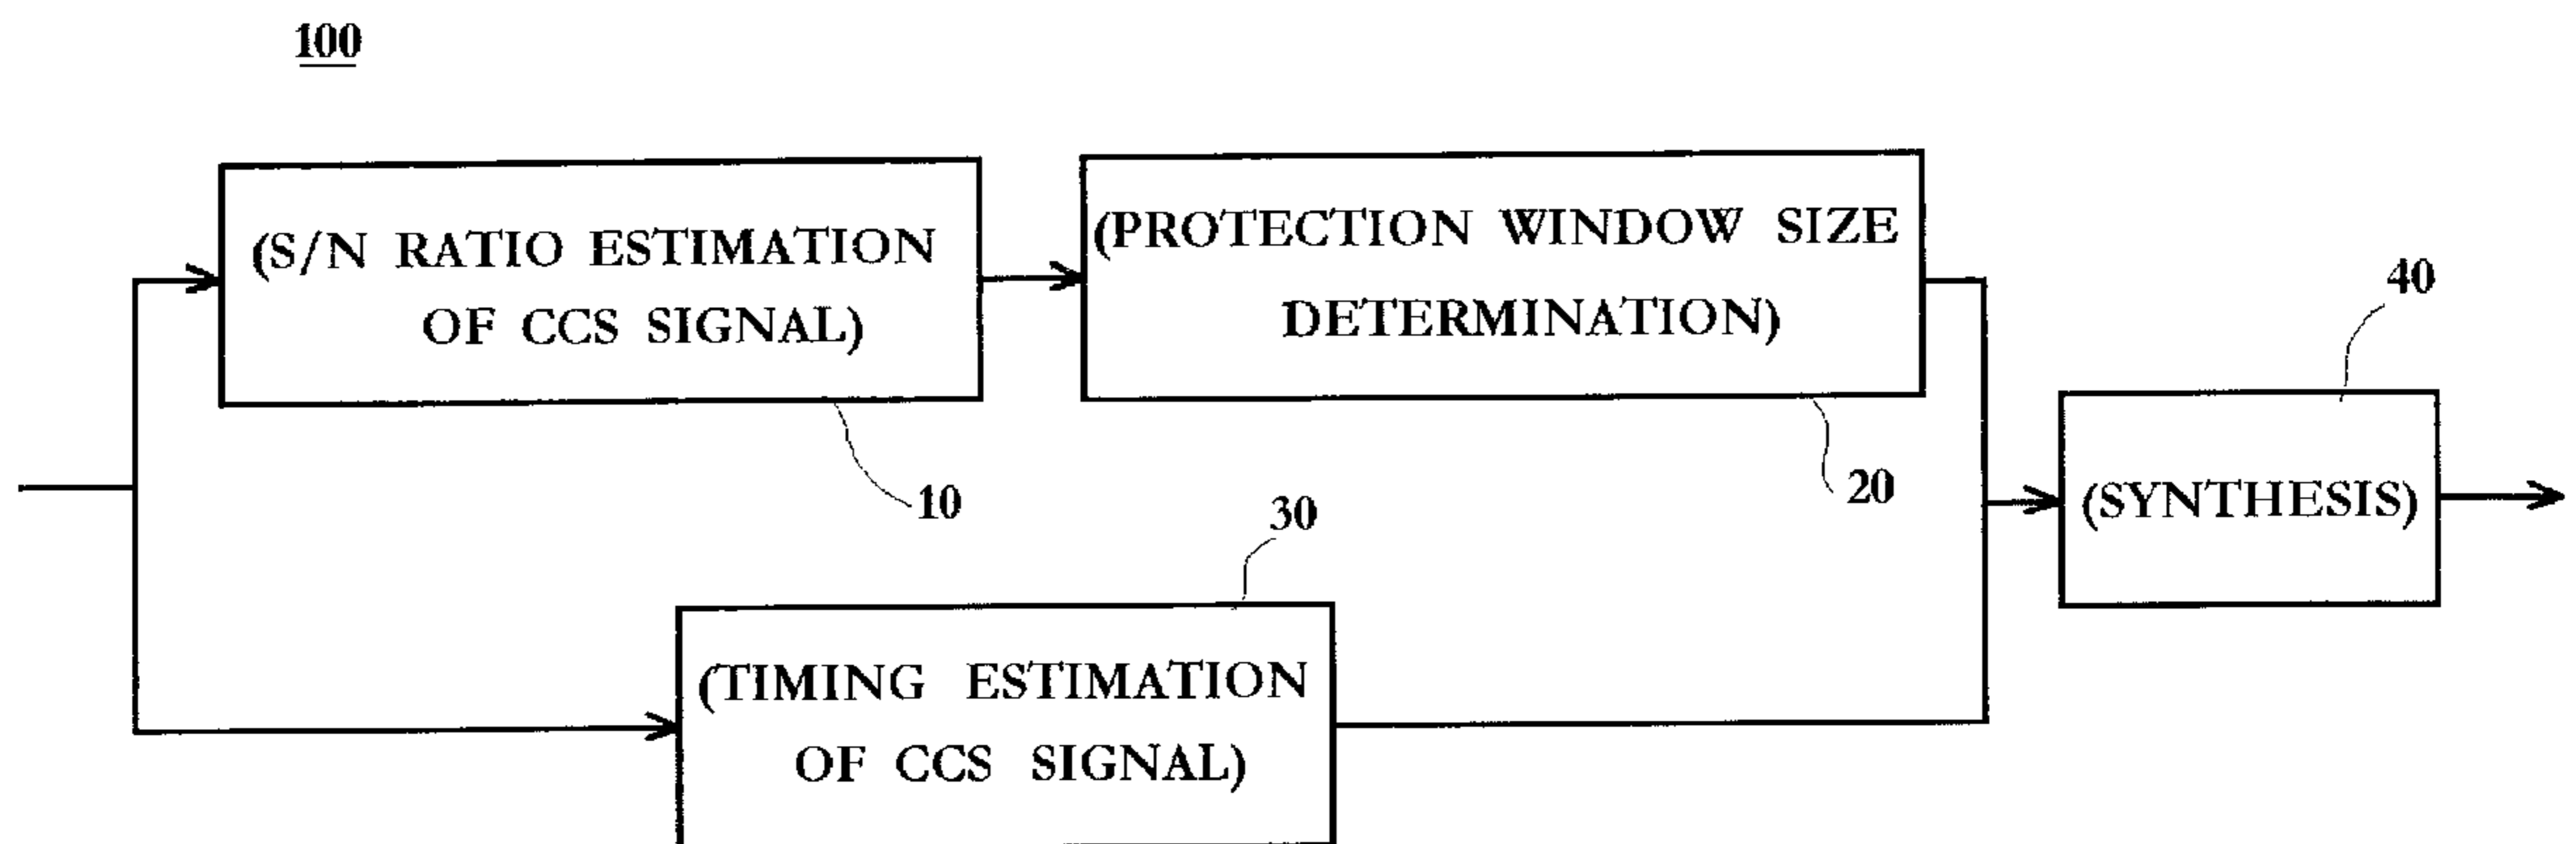 100
(S/N RATIO ESTIMATION
OF CCS SIGNAL)
10
(PROTECTION WINDOW SIZE
DETERMINATION)
20
30
(TIMING ESTIMATION
OF CCS SIGNAL)
40
(SYNTHESIS)